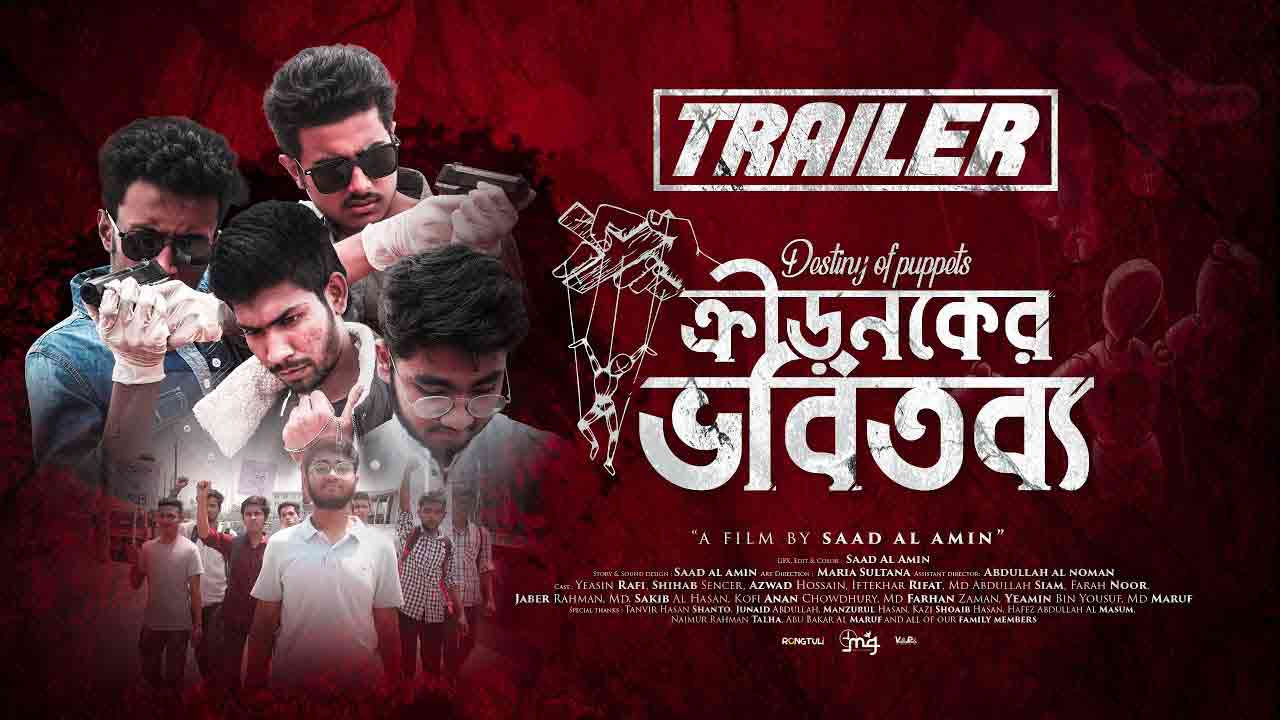 TRAILER
Destiny of puppets
ক্রীড়নকের
ভবিতব্য
"A FILM BY SAAD AL AMIN"
UFX, EDIT & COLOR : SAAD AL AMIN
STORY & SOUND DESIGN : SAAD AL AMIN ART DIRECTION : MARIA SULTANA ASSISTANT DIRECTOR: ABDULLAH AL NOMAN
CAST : YEASIN RAFI, SHIHAB SENCER, AZWAD HOSSAIN, IFTEKHAR RIFAT, MD ABDULLAH SIAM, FARAH NOOR,
JABER RAHMAN, MD. SAKIB AL HASAN, KOFI ANAN CHOWDHURY, MD FARHAN ZAMAN, YEAMIN BIN YOUSUF, MD MARUF
SPECIAL THANKS : TANVIR HASAN SHANTO, JUNAID ABDULLAH, MANZURUL HASAN, KAZI SHOAIB HASAN, HAFEZ ABDULLAH AL MASUM,
NAIMUR RAHMAN TALHA, ABU BAKAR AL MARUF AND ALL OF OUR FAMILY MEMBERS
RONGTULI